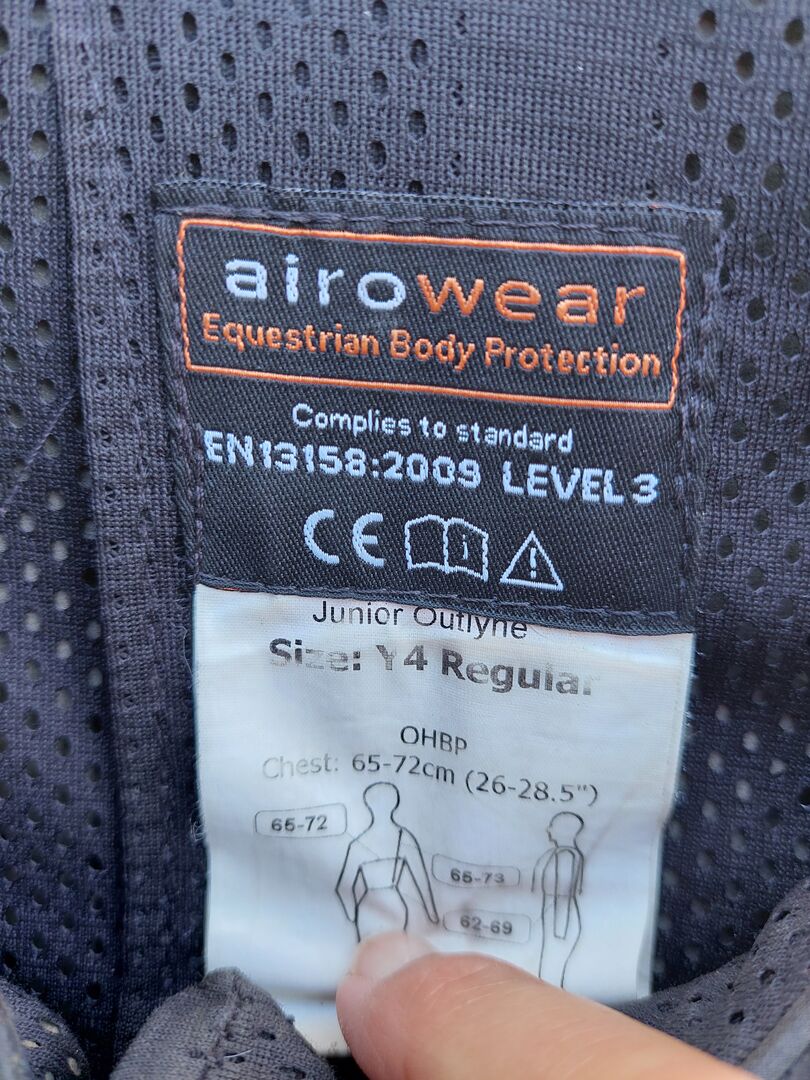 airowear
Equestrian Body Protection
Complies to standard
EN13158:2009 LEVEL 3
CE
Junior Outlyne
Size: Y4 Regular
OHBP
Chest: 65-72cm (26-28.5")
65-72
65-73
62-69